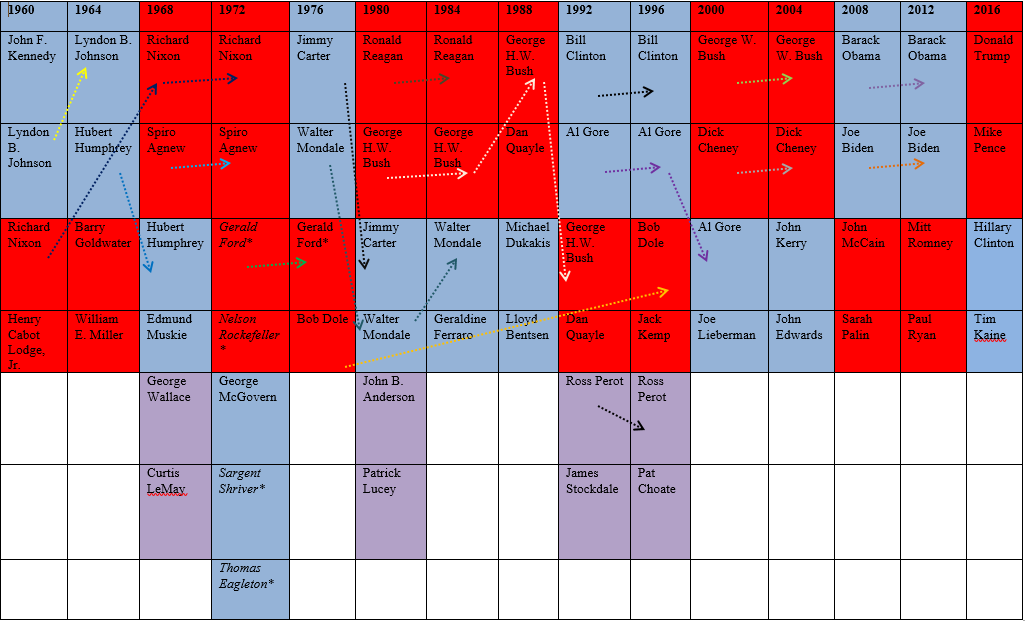 1960 1964 1968 1972 1976 1980 1984 1988 1992 1996 2000 2004 2008 2012 2016
John F. Kennedy
Lyndon B. Johnson
Richard Nixon
Richard Nixon
Jimmy Carter
Ronald Reagan
Ronald Reagan
George H.W. Bush
Bill Clinton
Bill Clinton
George W. Bush
George W. Bush
Barack Obama
Barack Obama
Donald Trump
Lyndon B. Johnson
Hubert Humphrey
Spiro Agnew
Spiro Agnew
Walter Mondale
George H.W. Bush
George H.W. Bush
Dan Quayle
Al Gore
Al Gore
Dick Cheney
Dick Cheney
Joe Biden
Joe Biden
Mike Pence
Richard Nixon
Barry Goldwater
Hubert Humphrey
Gerald Ford*
Gerald Ford*
Jimmy Carter
Walter Mondale
Michael Dukakis
George H.W. Bush
Bob Dole
Al Gore
John Kerry
John McCain
Mitt Romney
Hillary Clinton
Henry Cabot Lodge, Jr.
William E. Miller
Edmund Muskie
Nelson Rockefeller *
Bob Dole
Walter Mondale
Geraldine Ferraro
Lloyd Bentsen
Dan Quayle
Jack Kemp
Joe Lieberman
John Edwards
Sarah Palin
Paul Ryan
Tim Kaine
George Wallace
George McGovern
John B. Anderson
Ross Perot
Ross Perot
Curtis LeMay
Sargent Shriver*
Patrick Lucey
James Stockdale
Pat Choate
Thomas Eagleton*